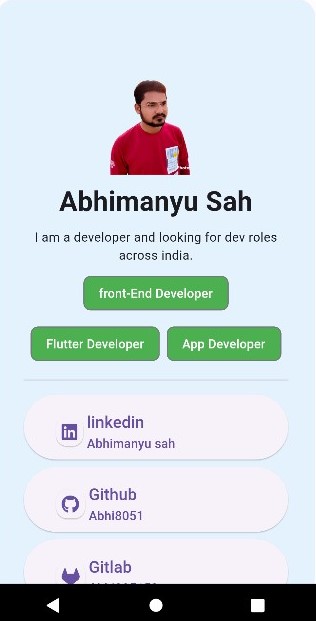 Abhimanyu Sah
I am a developer and looking for dev roles
across india.
front-End Developer
Flutter Developer
App Developer
linkedin
Abhimanyu sah
Github
Abhi8051
Gitlab